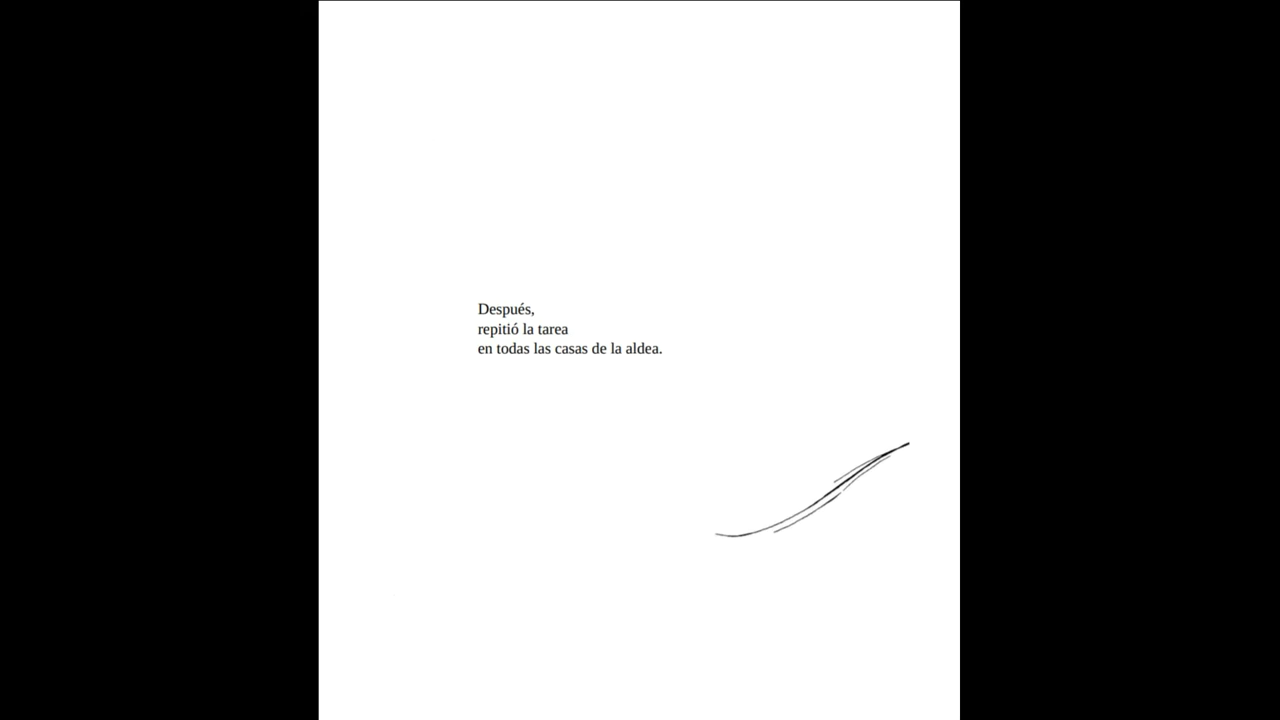 Después,
repitió la tarea
en todas las casas de la aldea.